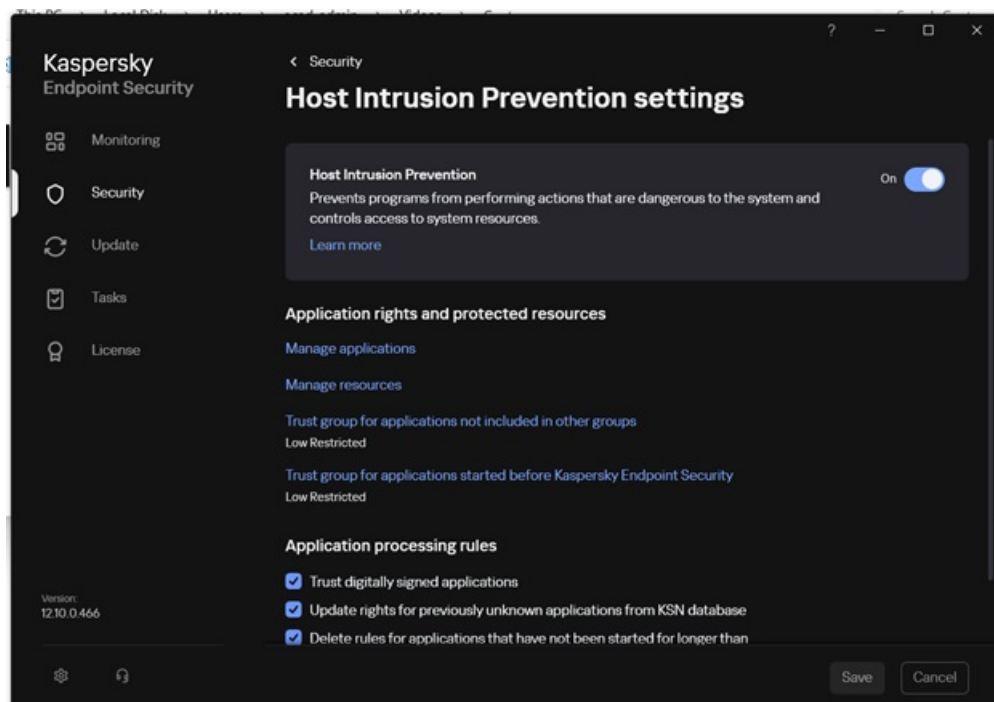 ?
Kaspersky
Endpoint Security
Monitoring
Security
Update
Tasks
License
Version:
12.10.0.466
Security
Host Intrusion Prevention settings
Host Intrusion Prevention
On
Prevents programs from performing actions that are dangerous to the system and
controls access to system resources.
Learn more
Application rights and protected resources
Manage applications
Manage resources
Trust group for applications not included in other groups
Low Restricted
Trust group for applications started before Kaspersky Endpoint Security
Low Restricted
Application processing rules
Trust digitally signed applications
Update rights for previously unknown applications from KSN database
Delete rules for applications that have not been started for longer than
Save
Cancel